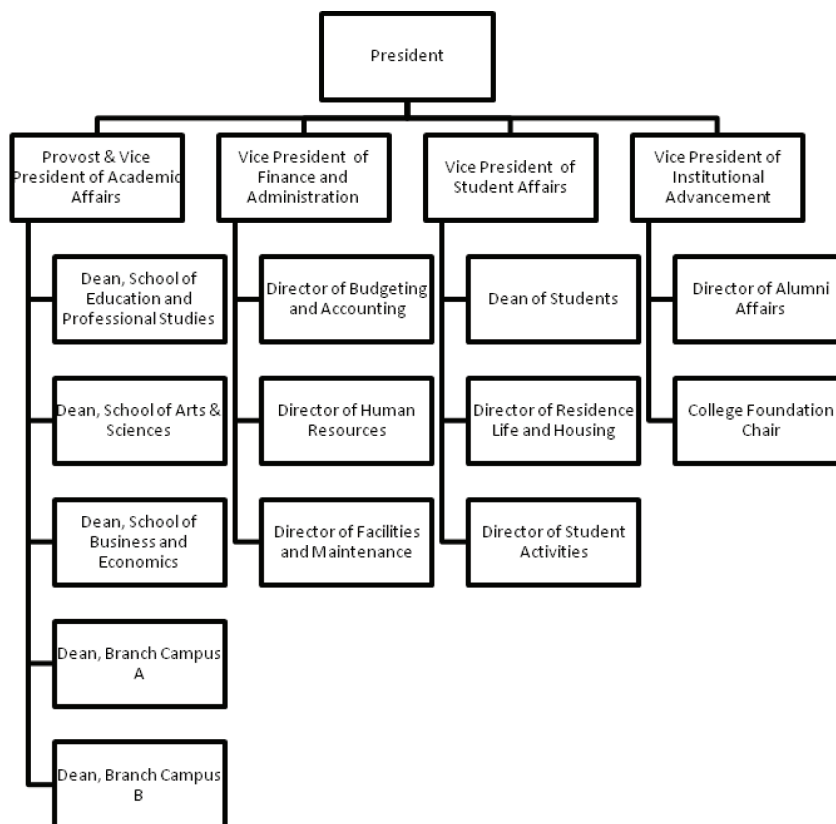 President
Provost & Vice
President of Academic
Affairs
Vice President of
Finance and
Administration
Vice President of
Student Affairs
Vice President of
Institutional
Advancement
Dean, School of
Education and
Professional Studies
Director of Budgeting
and Accounting
Dean of Students
Director of Alumni
Affairs
Dean, School of Arts &
Sciences
Director of Human
Resources
Director of Residence
Life and Housing
College Foundation
Chair
Dean, School of
Business and
Economics
Director of Facilities
and Maintenance
Director of Student
Activities
Dean, Branch Campus
A
Dean, Branch Campus
B